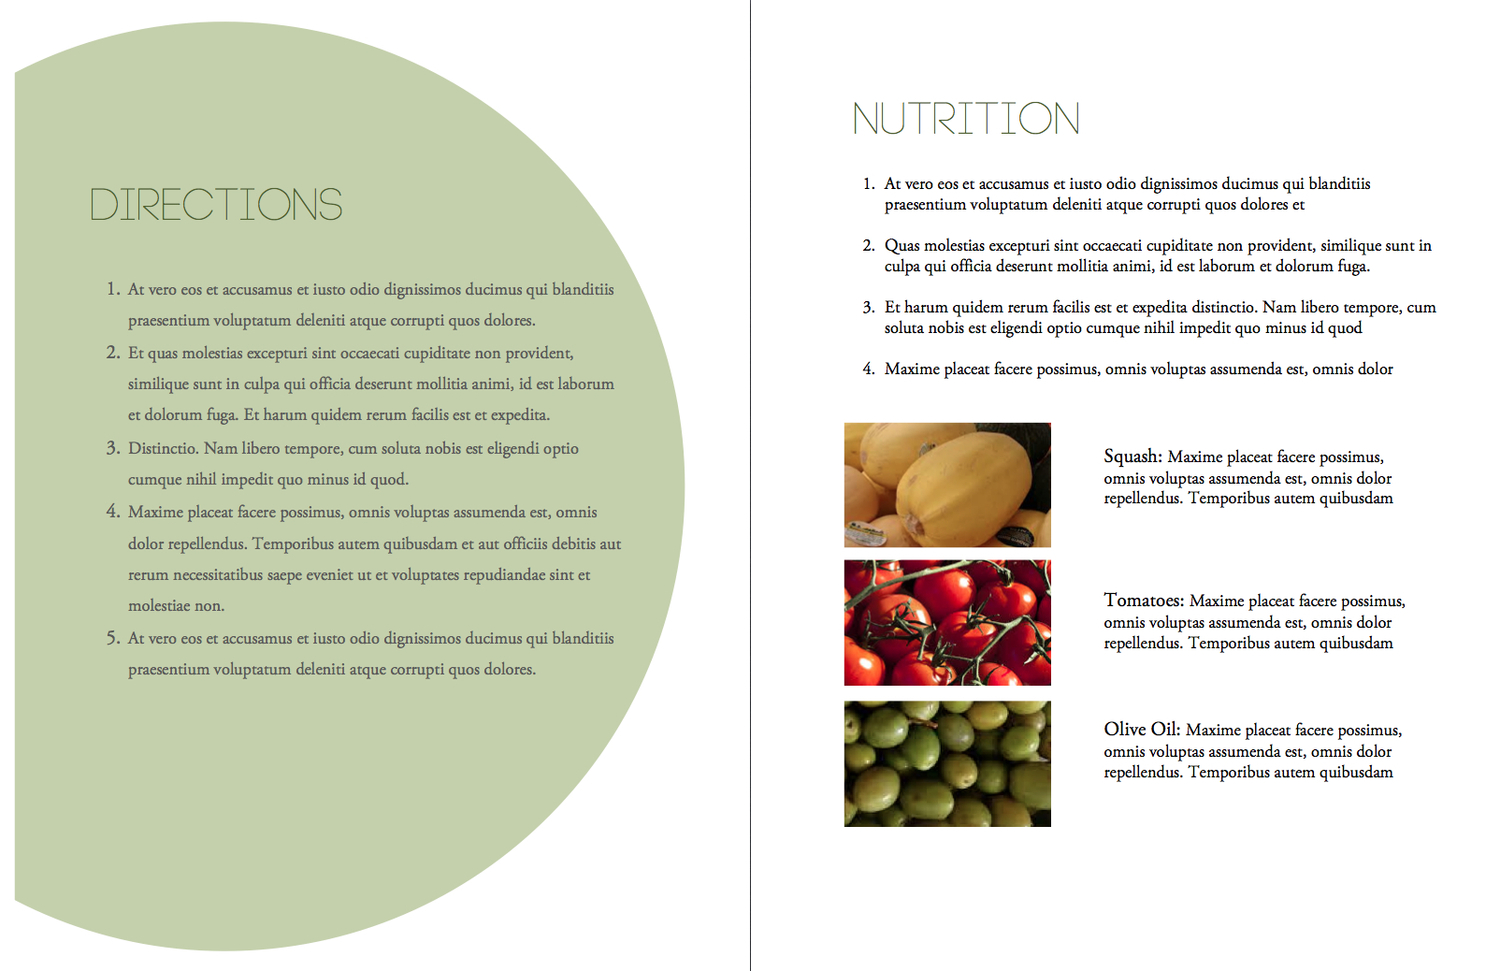 DIRECTIONS
1. At vero eos et accusamus et iusto odio dignissimos ducimus qui blanditiis
praesentium voluptatum deleniti atque corrupti quos dolores.
2. Et quas molestias excepturi sint occaecati cupiditate non provident,
similique sunt in culpa qui officia deserunt mollitia animi, id est laborum
et dolorum fuga. Et harum quidem rerum facilis est et expedita.
3. Distinctio. Nam libero tempore, cum soluta nobis est eligendi optio
cumque nihil impedit quo minus id quod.
4. Maxime placeat facere possimus, omnis voluptas assumenda est, omnis
dolor repellendus. Temporibus autem quibusdam et aut officiis debitis aut
rerum necessitatibus saepe eveniet ut et voluptates repudiandae sint et
molestiae non.
5. At vero eos et accusamus et iusto odio dignissimos ducimus qui blanditiis
praesentium voluptatum deleniti atque corrupti quos dolores.
NUTRITION
1. At vero eos et accusamus et iusto odio dignissimos ducimus qui blanditiis
praesentium voluptatum deleniti atque corrupti quos dolores et
2. Quas molestias excepturi sint occaecati cupiditate non provident, similique sunt in
culpa qui officia deserunt mollitia animi, id est laborum et dolorum fuga.
3. Et harum quidem rerum facilis est et expedita distinctio. Nam libero tempore, cum
soluta nobis est eligendi optio cumque nihil impedit quo minus id quod
4. Maxime placeat facere possimus, omnis voluptas assumenda est, omnis dolor
Squash: Maxime placeat facere possimus,
omnis voluptas assumenda est, omnis dolor
repellendus. Temporibus autem quibusdam
Tomatoes: Maxime placeat facere possimus,
omnis voluptas assumenda est, omnis dolor
repellendus. Temporibus autem quibusdam
Olive Oil: Maxime placeat facere possimus,
omnis voluptas assumenda est, omnis dolor
repellendus. Temporibus autem quibusdam